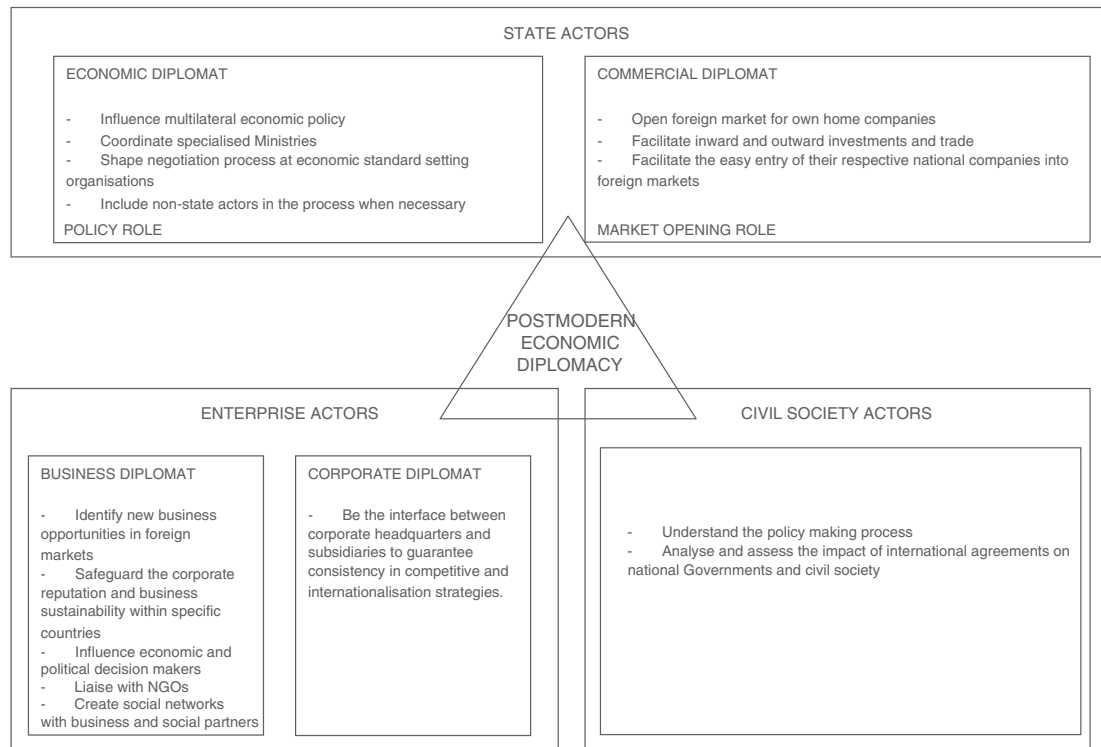 STATE ACTORS
ECONOMIC DIPLOMAT
- Influence multilateral economic policy
- Coordinate specialised Ministries
- Shape negotiation process at economic standard setting
organisations
- Include non-state actors in the process when necessary
POLICY ROLE
COMMERCIAL DIPLOMAT
- Open foreign market for own home companies
- Facilitate inward and outward investments and trade
- Facilitate the easy entry of their respective national companies into
foreign markets
MARKET OPENING ROLE
POSTMODERN
ECONOMIC
DIPLOMACY
ENTERPRISE ACTORS
BUSINESS DIPLOMAT
- Identify new business
opportunities in foreign
markets
- Safeguard the corporate
reputation and business
sustainability within specific
countries
- Influence economic and
political decision makers
- Liaise with NGOs
- Create social networks
with business and social partners
CORPORATE DIPLOMAT
- Be the interface between
corporate headquarters and
subsidiaries to guarantee
consistency in competitive and
internationalisation strategies.
CIVIL SOCIETY ACTORS
- Understand the policy making process
- Analyse and assess the impact of international agreements on
national Governments and civil society